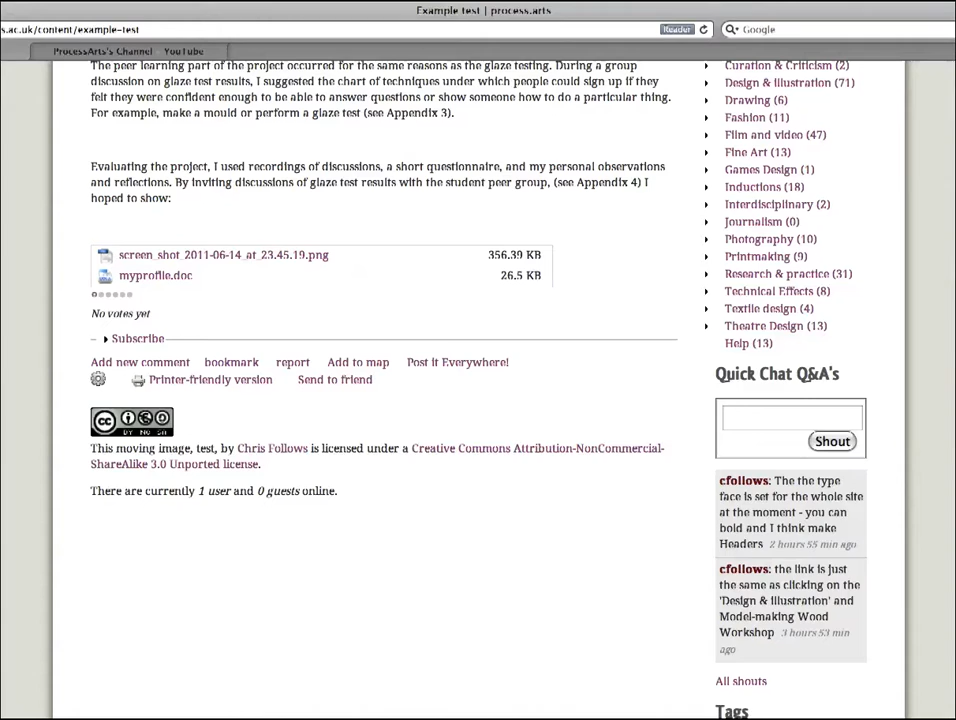 Example test | process.arts
s.ac.uk/content/example-test
Reader
Google
ProcessArts's Channel - YouTube
The peer learning part of the project occurred for the same reasons as the glaze testing. During a group
discussion on glaze test results, I suggested the chart of techniques under which people could sign up if they
felt they were confident enough to be able to answer questions or show someone how to do a particular thing.
For example, make a mould or perform a glaze test (see Appendix 3).
Evaluating the project, I used recordings of discussions, a short questionnaire, and my personal observations
and reflections. By inviting discussions of glaze test results with the student peer group, (see Appendix 4) I
hoped to show:
screen_shot_2011-06-14_at_23.45.19.png 356.39 KB
myprofile.doc 26.5 KB
No votes yet
Subscribe
Add new comment bookmark report Add to map Post it Everywhere!
Printer-friendly version Send to friend
cc BY NC SA
This moving image, test, by Chris Follows is licensed under a Creative Commons Attribution-NonCommercial-
ShareAlike 3.0 Unported license.
There are currently 1 user and 0 guests online.
Curation & Criticism (2)
Design & illustration (71)
Drawing (6)
Fashion (11)
Film and video (47)
Fine Art (13)
Games Design (1)
Inductions (18)
Interdisciplinary (2)
Journalism (0)
Photography (10)
Printmaking (9)
Research & practice (31)
Technical Effects (8)
Textile design (4)
Theatre Design (13)
Help (13)
Quick Chat Q&A's
Shout
cfollows: The the type
face is set for the whole site
at the moment - you can
bold and I think make
Headers 2 hours 55 min ago
cfollows: the link is just
the same as clicking on the
'Design & illustration' and
Model-making Wood
Workshop 3 hours 53 min
ago
All shouts
Tags